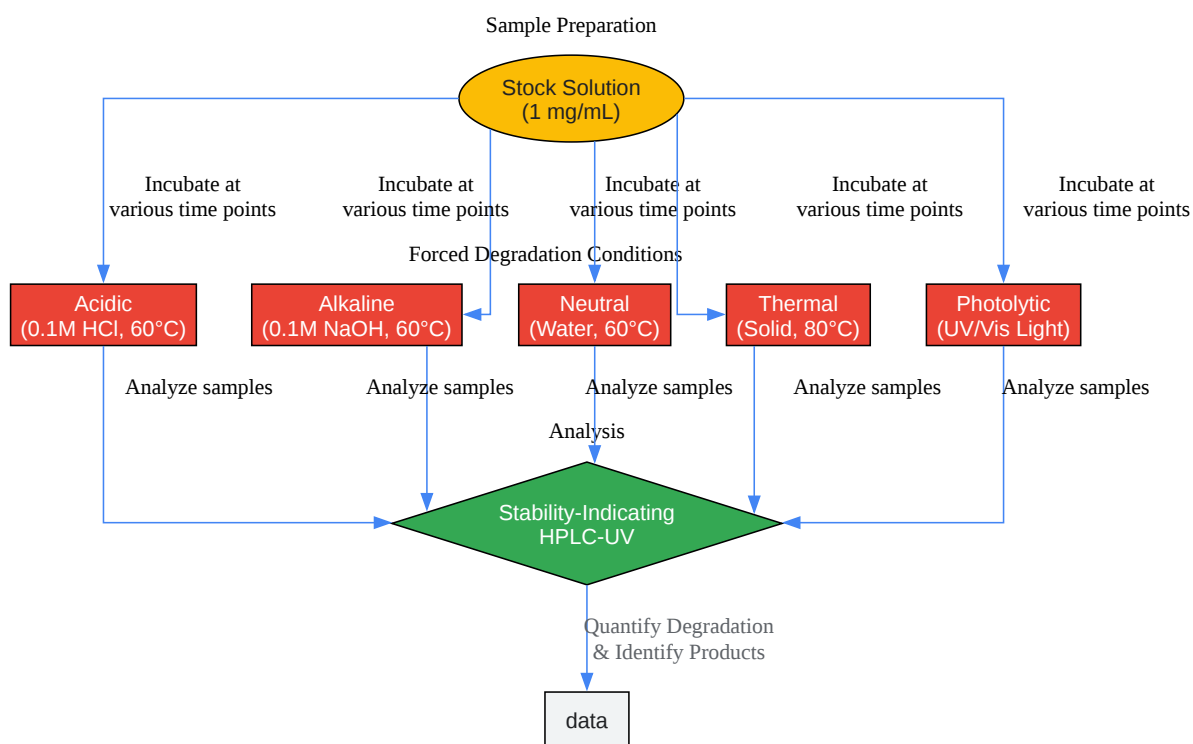 Sample Preparation
Stock Solution
(1 mg/mL)
Incubate at
various time points
Incubate at
various time points
Incubate at
various time points
Incubate at
various time points
Incubate at
various time points
Forced Degradation Conditions
Acidic
(0.1M HCl, 60°C)
Alkaline
(0.1M NaOH, 60°C)
Neutral
(Water, 60°C)
Thermal
(Solid, 80°C)
Photolytic
(UV/Vis Light)
Analyze samples
Analyze samples
Analyze samples
Analyze samples
Analyze samples
Analysis
Stability-Indicating
HPLC-UV
Quantify Degradation
& Identify Products
data